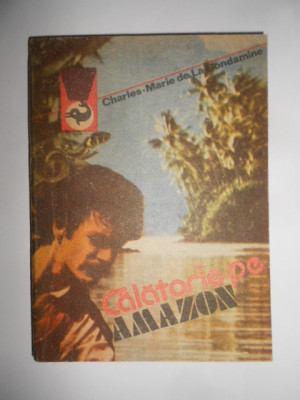 Charles-Marie de La Condamine
Călătorie pe
AMAZON